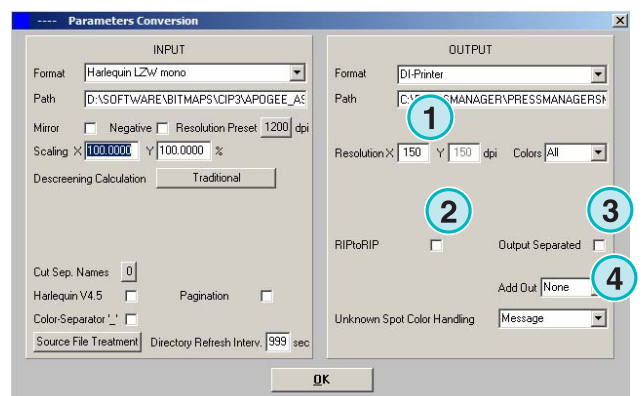 ---- Parameters Conversion
INPUT
Format Harlequin LZW mono
Path D:\SOFTWARE\BITMAPS\CIP3\APOGEE_AS
Mirror Negative Resolution Preset 1200 dpi
Scaling X 100.0000 Y 100.0000 %
Descreening Calculation Traditional
Cut Sep. Names 0
Harlequin V4.5 Pagination
Color-Separator '_'
Source File Treatment Directory Refresh Interv. 999 sec
OUTPUT
Format DI-Printer
Path MANAGER\PRESSMANAGERSM
1
Resolution X 150 Y 150 dpi Colors All
2
3
RIPtoRIP Output Separated
4
Add Out None
Unknown Spot Color Handling Message
OK